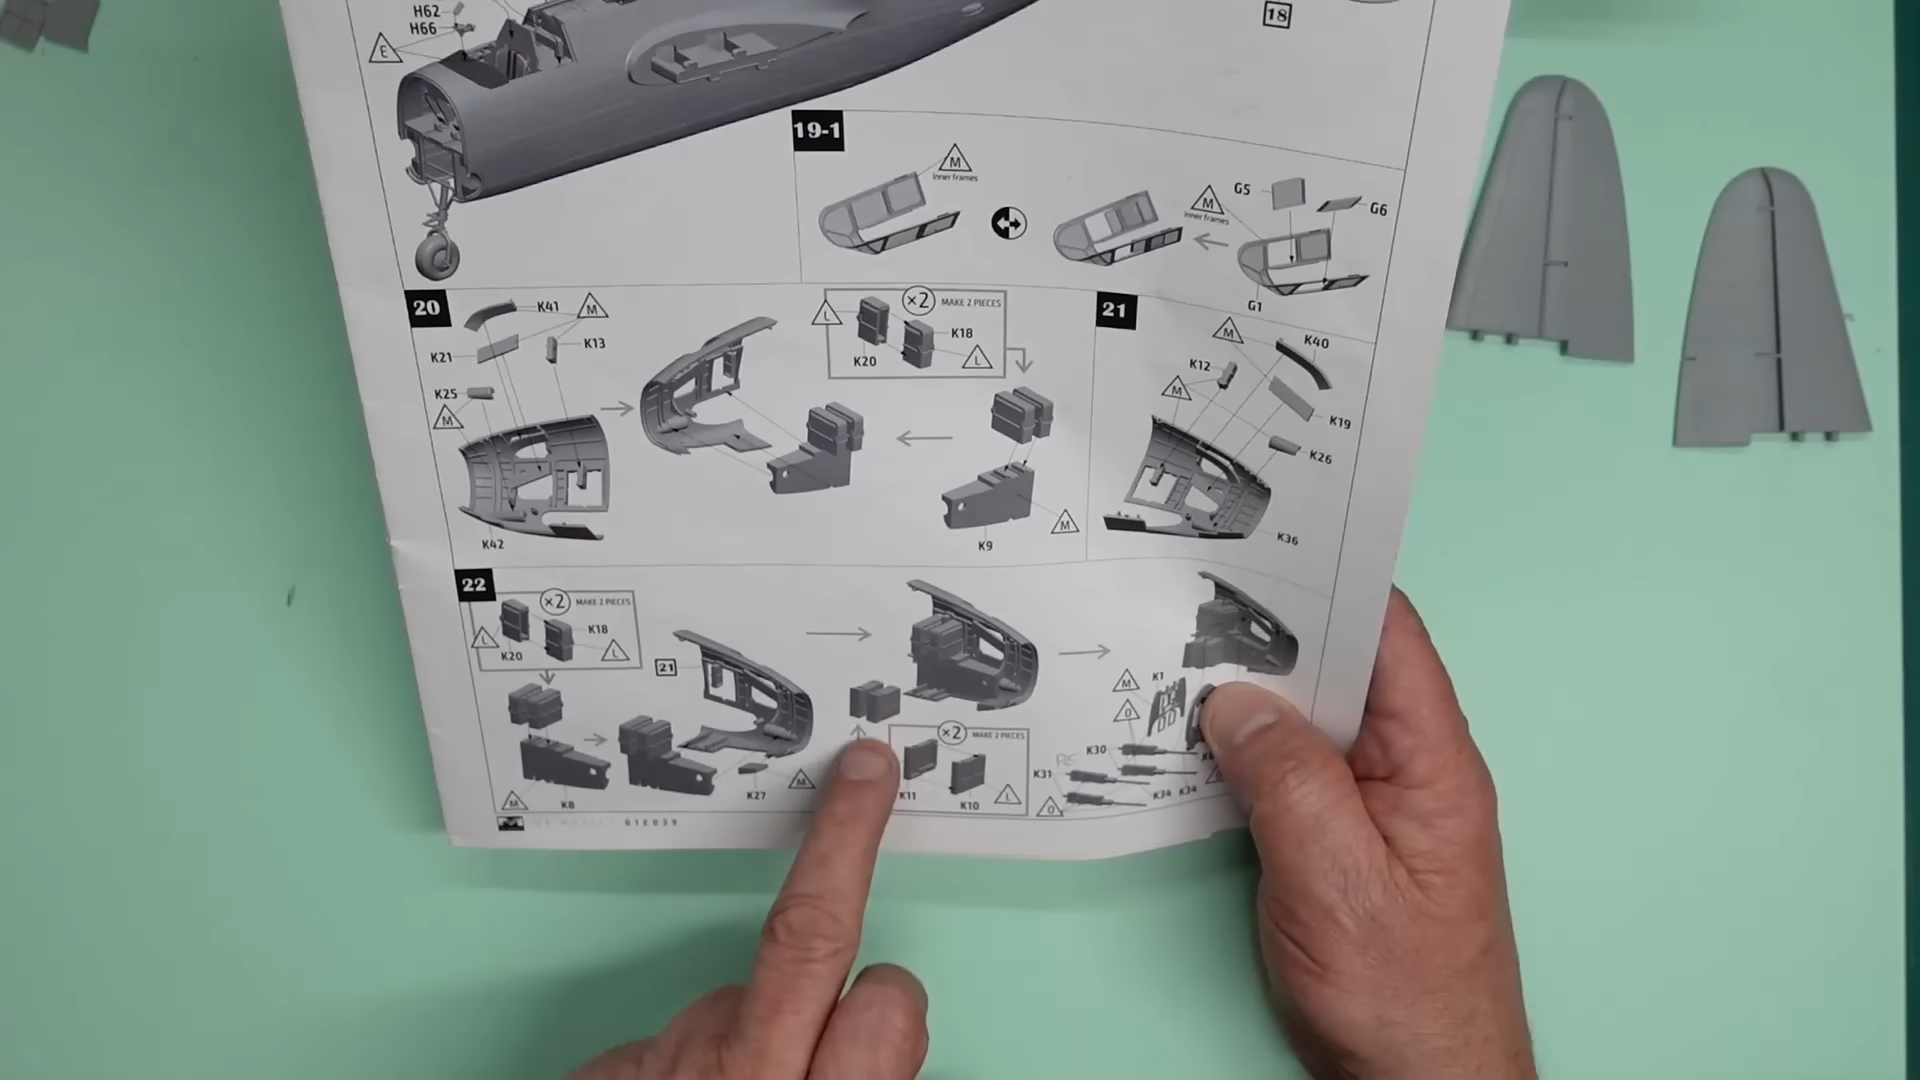 H62
H66
E
18
19-1
M
Inner frames
M
Inner frames
G5
G6
G1
20
K41
M
K21
K13
K25
M
K42
L
×2 MAKE 2 PIECES
K18
K20
L
K9
M
21
M
K40
K12
M
K19
K26
K36
22
×2 MAKE 2 PIECES
L
K18
K20
L
21
M
K8
K27
M
×2 MAKE 2 PIECES
K11
K10
L
M
K1
O
K30
K31
K34
K34
O
01E039